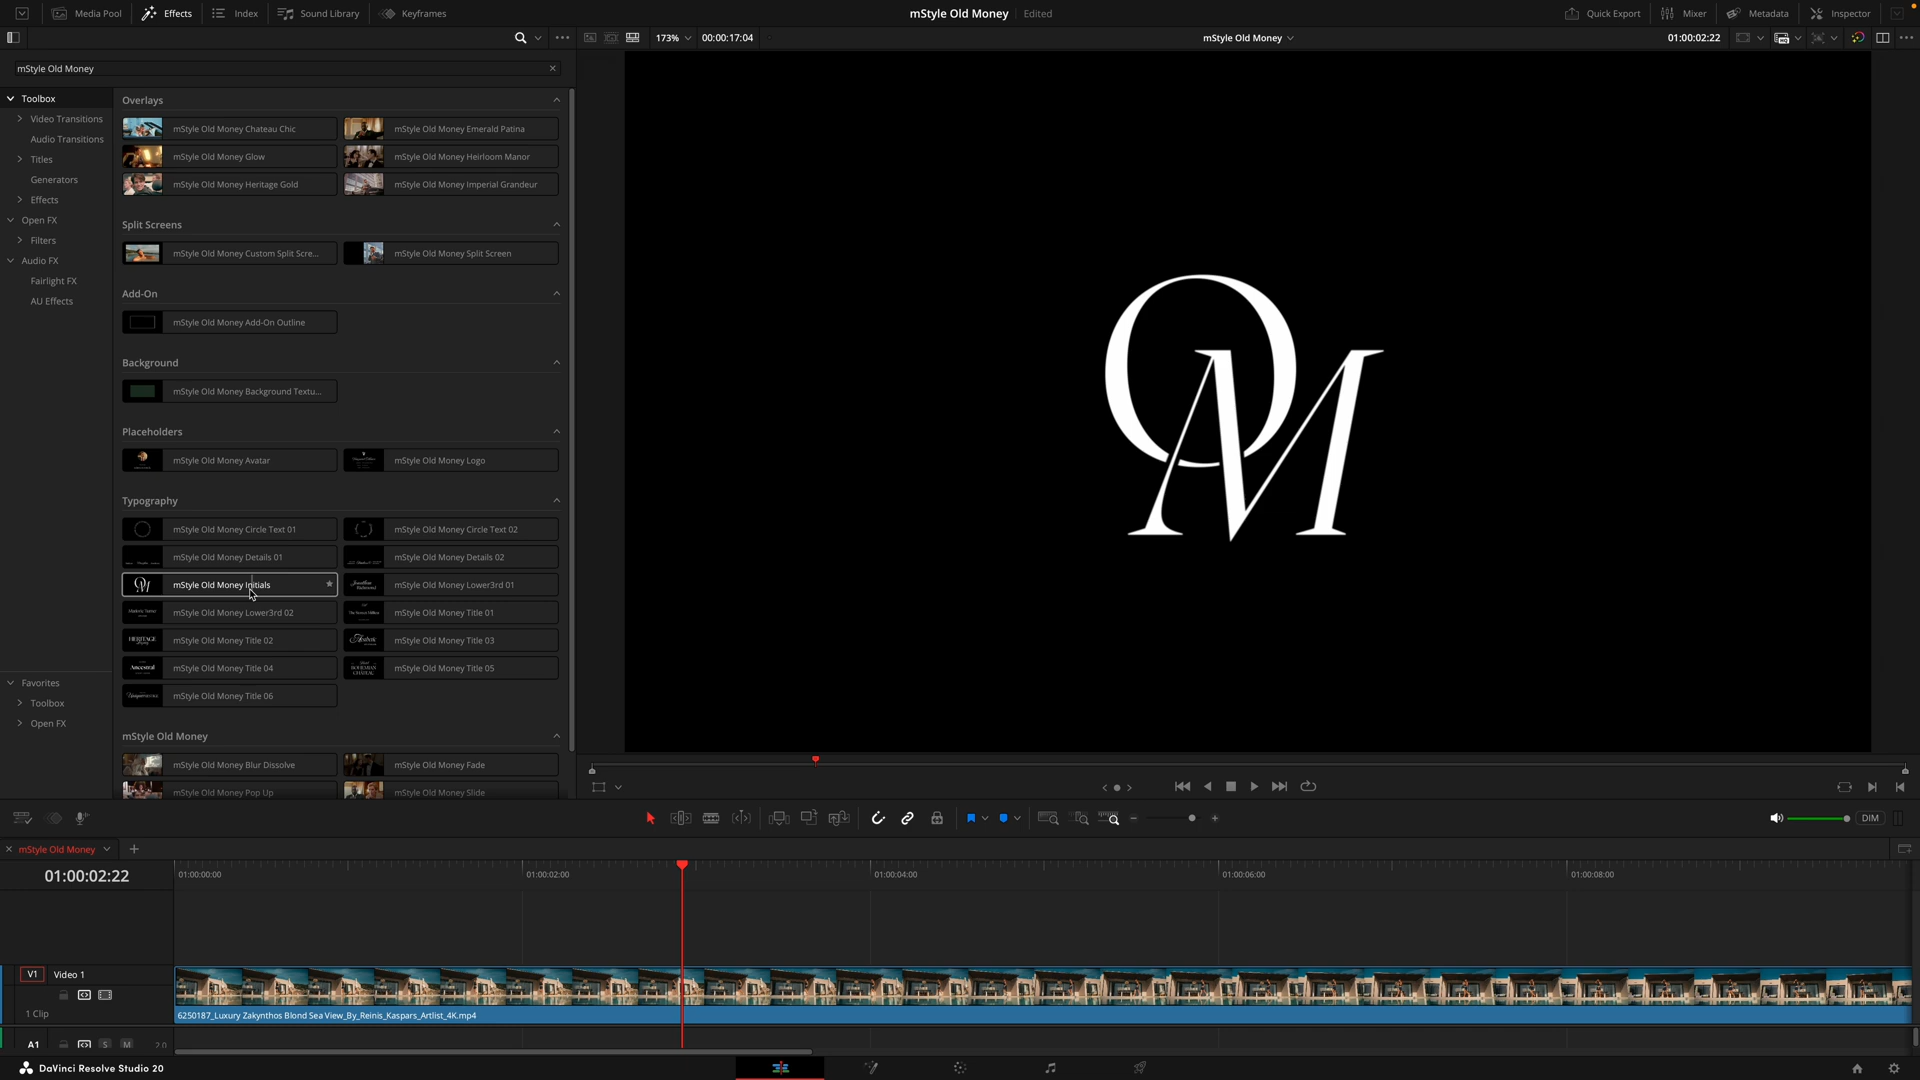 Media Pool Effects Index Sound Library Keyframes mStyle Old Money Edited Quick Export Mixer Metadata Inspector
173% 00:00:17:04 mStyle Old Money 01:00:02:22
mStyle Old Money
Toolbox
Video Transitions
Audio Transitions
Titles
Generators
Effects
Open FX
Filters
Audio FX
Fairlight FX
AU Effects
Favorites
Toolbox
Open FX
Overlays
mStyle Old Money Chateau Chic mStyle Old Money Emerald Patina
mStyle Old Money Glow mStyle Old Money Heirloom Manor
mStyle Old Money Heritage Gold mStyle Old Money Imperial Grandeur
Split Screens
mStyle Old Money Custom Split Scre... mStyle Old Money Split Screen
Add-On
mStyle Old Money Add-On Outline
Background
mStyle Old Money Background Textu...
Placeholders
mStyle Old Money Avatar mStyle Old Money Logo
Typography
mStyle Old Money Circle Text 01 mStyle Old Money Circle Text 02
mStyle Old Money Details 01 mStyle Old Money Details 02
OM mStyle Old Money Initials mStyle Old Money Lower3rd 01
mStyle Old Money Lower3rd 02 mStyle Old Money Title 01
HERITAGE mStyle Old Money Title 02 mStyle Old Money Title 03
Ancestral mStyle Old Money Title 04 mStyle Old Money Title 05
mStyle Old Money Title 06
mStyle Old Money
mStyle Old Money Blur Dissolve mStyle Old Money Fade
mStyle Old Money Pop Up mStyle Old Money Slide
OM
DIM
mStyle Old Money
01:00:02:22 01:00:00:00 01:00:02:00 01:00:04:00 01:00:06:00 01:00:08:00
V1 Video 1
1 Clip
6250187_Luxury Zakynthos Blond Sea View_By_Reinis_Kaspars_Artlist_4K.mp4
A1 S M 2.0
DaVinci Resolve Studio 20